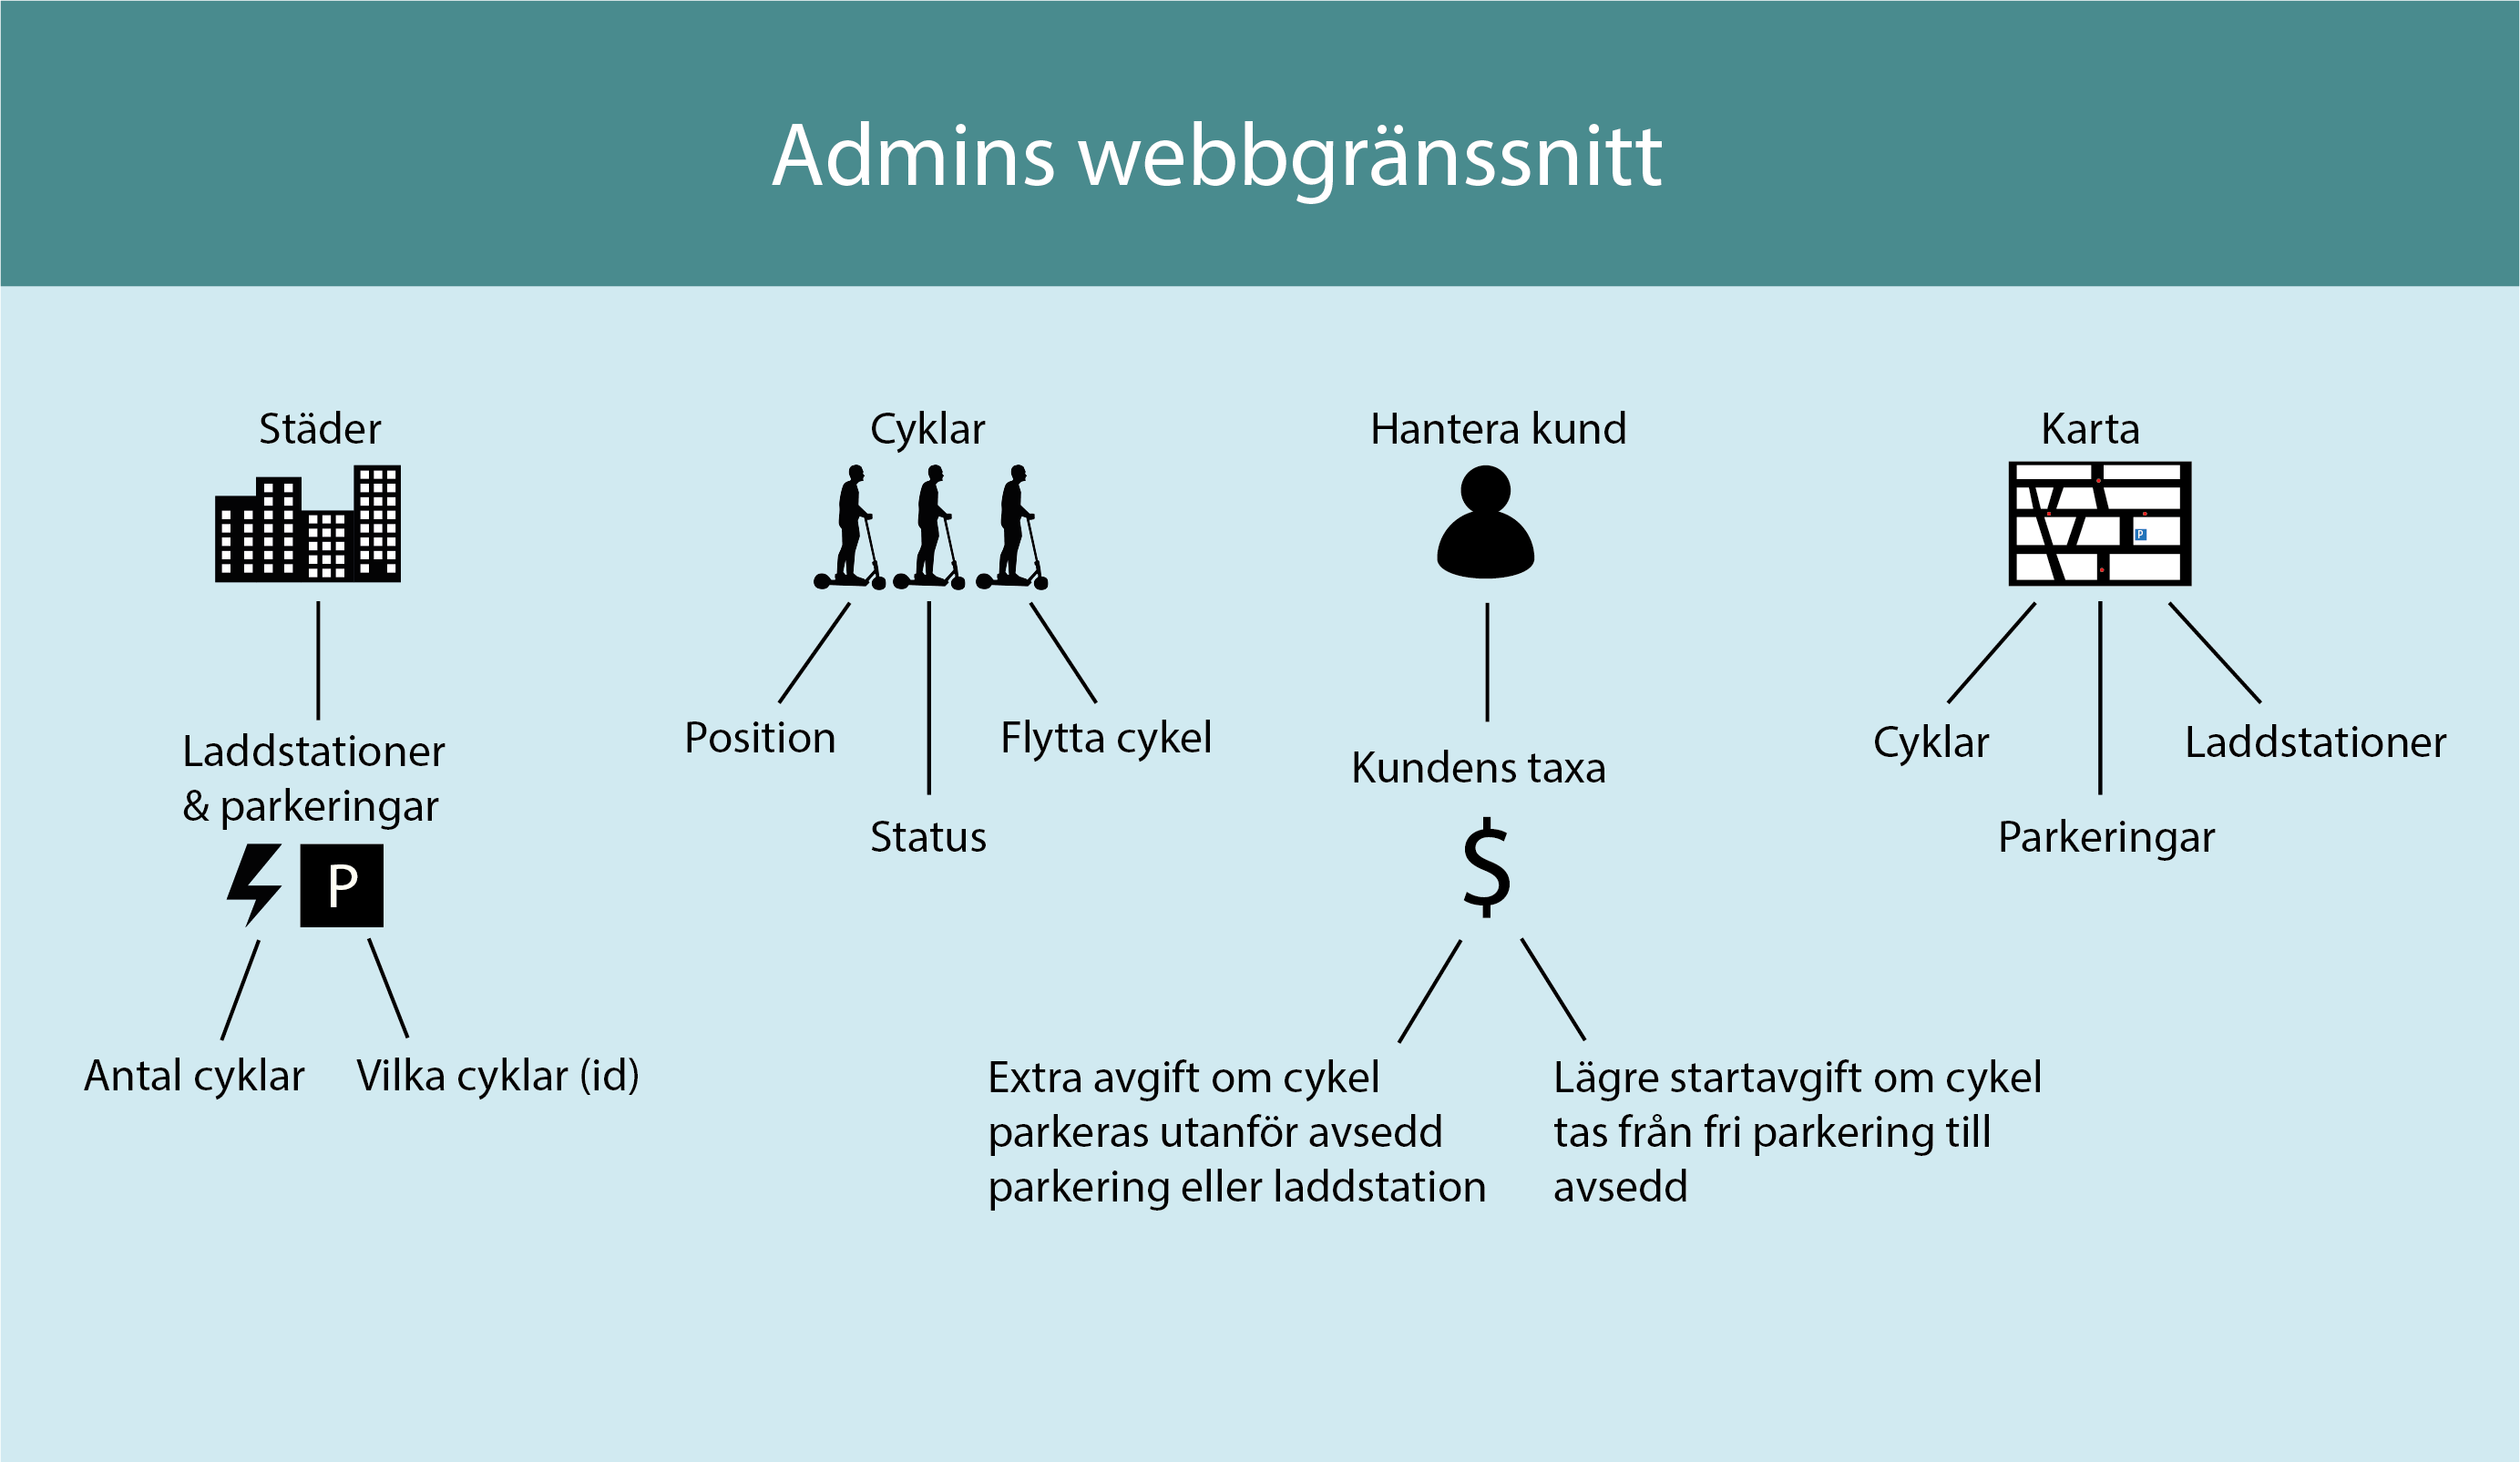 Admins webbgränssnitt
Städer
Laddstationer
& parkeringar
P
Antal cyklar
Vilka cyklar (id)
Cyklar
Position
Status
Flytta cykel
Hantera kund
Kundens taxa
$
Extra avgift om cykel
parkeras utanför avsedd
parkering eller laddstation
Lägre startavgift om cykel
tas från fri parkering till
avsedd
Karta
P
Cyklar
Parkeringar
Laddstationer